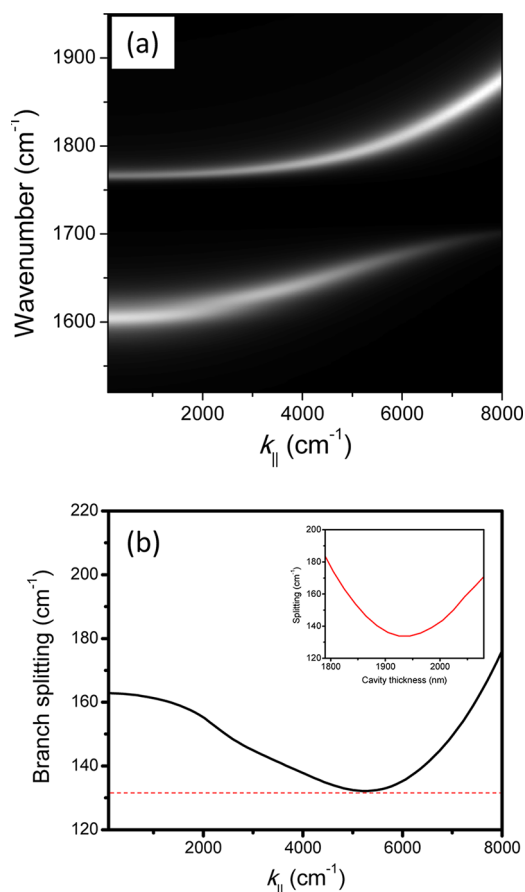 (a)
1900
1800
1700
1600
Wavenumber (cm-1)
2000 4000 6000 8000
k|| (cm-1)
(b)
220
200
180
160
140
120
Branch splitting (cm-1)
200
180
160
140
120
Splitting (cm-1)
1800 1900 2000
Cavity thickness (nm)
2000 4000 6000 8000
k|| (cm-1)